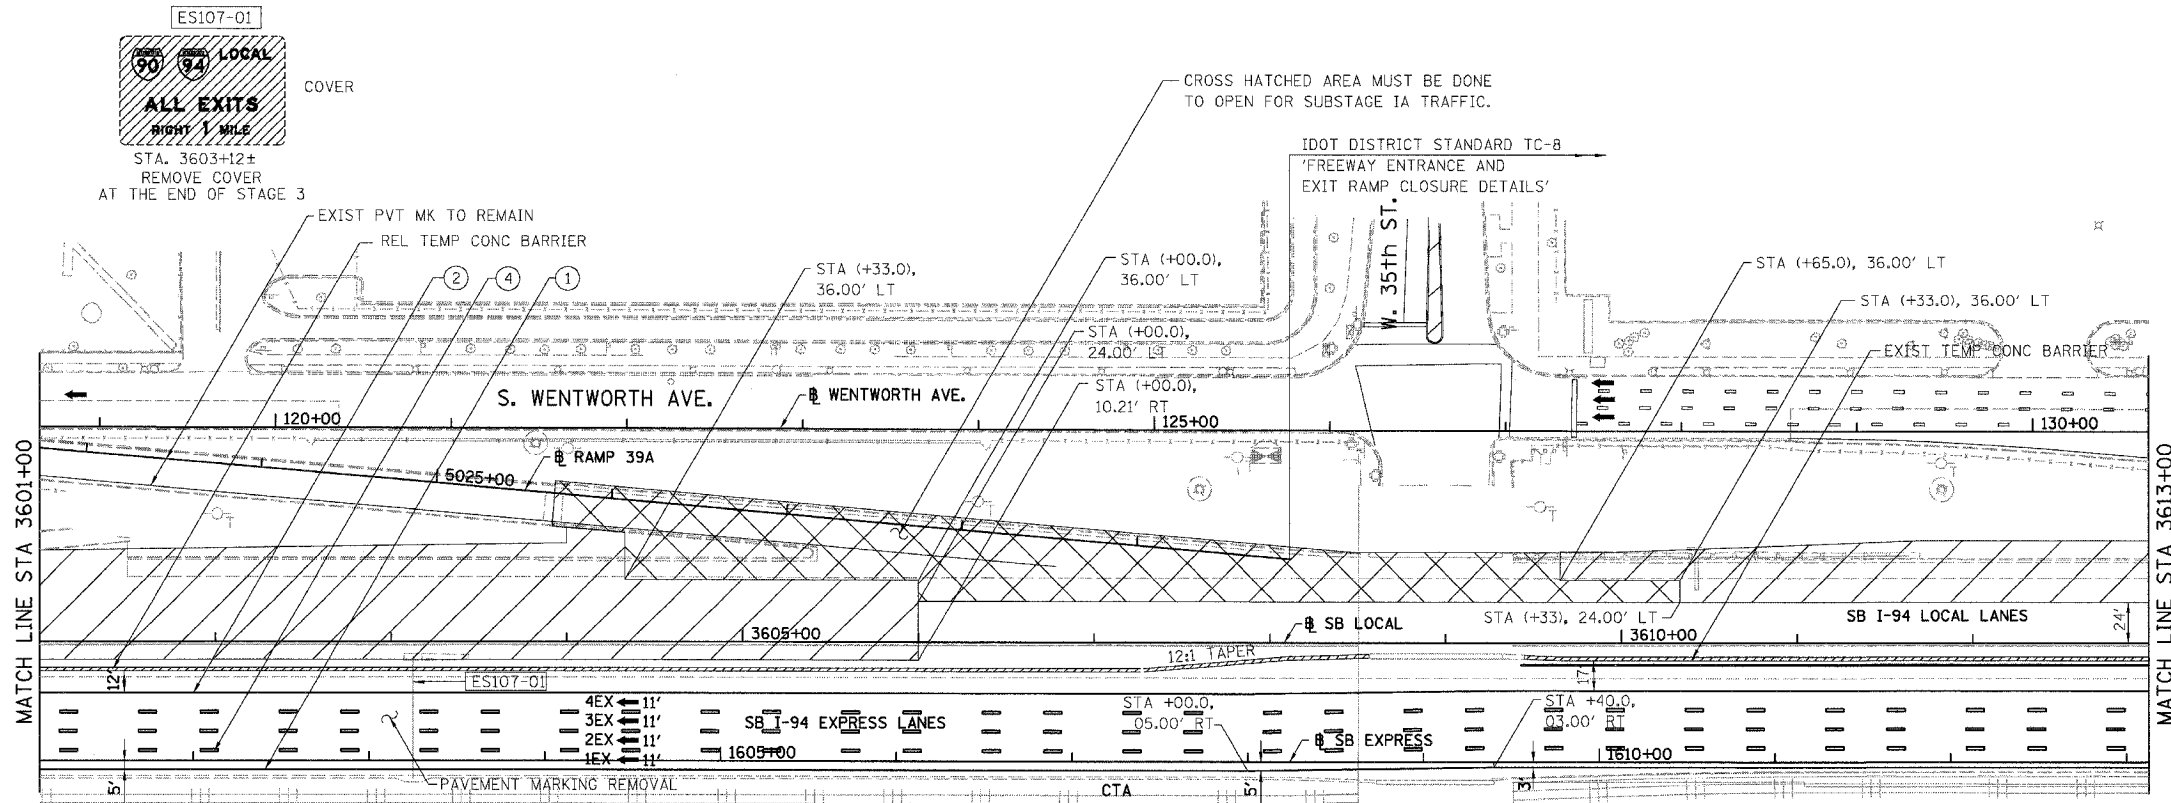 ES107-01
90 94 LOCAL
ALL EXITS
RIGHT 1 MILE
COVER
STA. 3603+12±
REMOVE COVER
AT THE END OF STAGE 3
CROSS HATCHED AREA MUST BE DONE
TO OPEN FOR SUBSTAGE IA TRAFFIC.
IDOT DISTRICT STANDARD TC-8
'FREEWAY ENTRANCE AND
EXIT RAMP CLOSURE DETAILS'
EXIST PVT MK TO REMAIN
REL TEMP CONC BARRIER
2
4
1
STA (+33.0),
36.00' LT
STA (+00.0),
36.00' LT
STA (+00.0),
24.00' LT
STA (+00.0),
10.21' RT
W. 35th ST.
STA (+65.0), 36.00' LT
STA (+33.0), 36.00' LT
EXIST TEMP CONC BARRIER
S. WENTWORTH AVE.
℄ WENTWORTH AVE.
120+00
125+00
130+00
℄ RAMP 39A
5025+00
T
T
T
T
MATCH LINE STA 3601+00
MATCH LINE STA 3613+00
STA (+33), 24.00' LT
SB I-94 LOCAL LANES
24'
3605+00
℄ SB LOCAL
3610+00
12:1 TAPER
12'
ES107-01
17'
4EX 11'
3EX 11'
2EX 11'
1EX 11'
SB I-94 EXPRESS LANES
STA +00.0,
05.00' RT
STA +40.0,
03.00' RT
1605+00
℄ SB EXPRESS
1610+00
5'
PAVEMENT MARKING REMOVAL
CTA
5'
3'